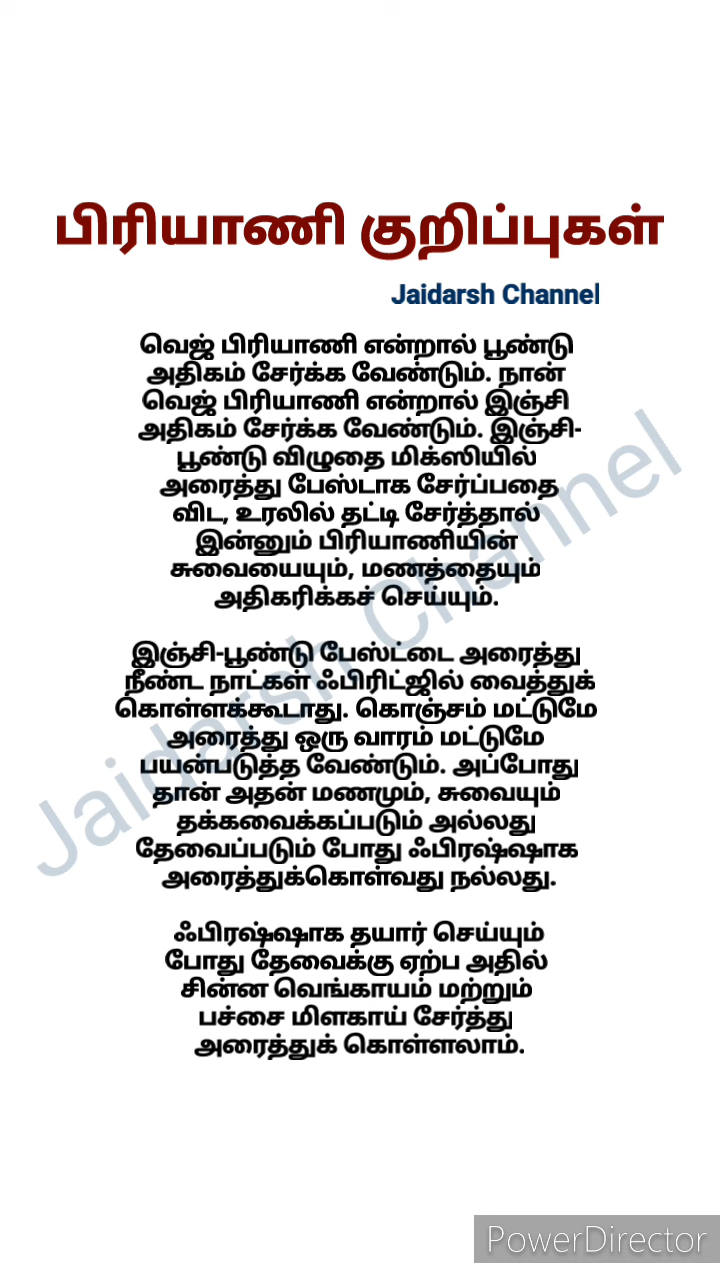 பிரியாணி குறிப்புகள்
Jaidarsh Channel
வெஜ் பிரியாணி என்றால் பூண்டு
அதிகம் சேர்க்க வேண்டும். நான்
வெஜ் பிரியாணி என்றால் இஞ்சி
அதிகம் சேர்க்க வேண்டும். இஞ்சி-
பூண்டு விழுதை மிக்ஸியில்
அரைத்து பேஸ்டாக சேர்ப்பதை
விட, உரலில் தட்டி சேர்த்தால்
இன்னும் பிரியாணியின்
சுவையையும், மணத்தையும்
அதிகரிக்கச் செய்யும்.
இஞ்சி-பூண்டு பேஸ்ட்டை அரைத்து
நீண்ட நாட்கள் ஃபிரிட்ஜில் வைத்துக்
கொள்ளக்கூடாது. கொஞ்சம் மட்டுமே
அரைத்து ஒரு வாரம் மட்டுமே
பயன்படுத்த வேண்டும். அப்போது
தான் அதன் மணமும், சுவையும்
தக்கவைக்கப்படும் அல்லது
தேவைப்படும் போது ஃபிரஷ்ஷாக
அரைத்துக்கொள்வது நல்லது.
ஃபிரஷ்ஷாக தயார் செய்யும்
போது தேவைக்கு ஏற்ப அதில்
சின்ன வெங்காயம் மற்றும்
பச்சை மிளகாய் சேர்த்து
அரைத்துக் கொள்ளலாம்.
Jaidarsh Channel
PowerDirector